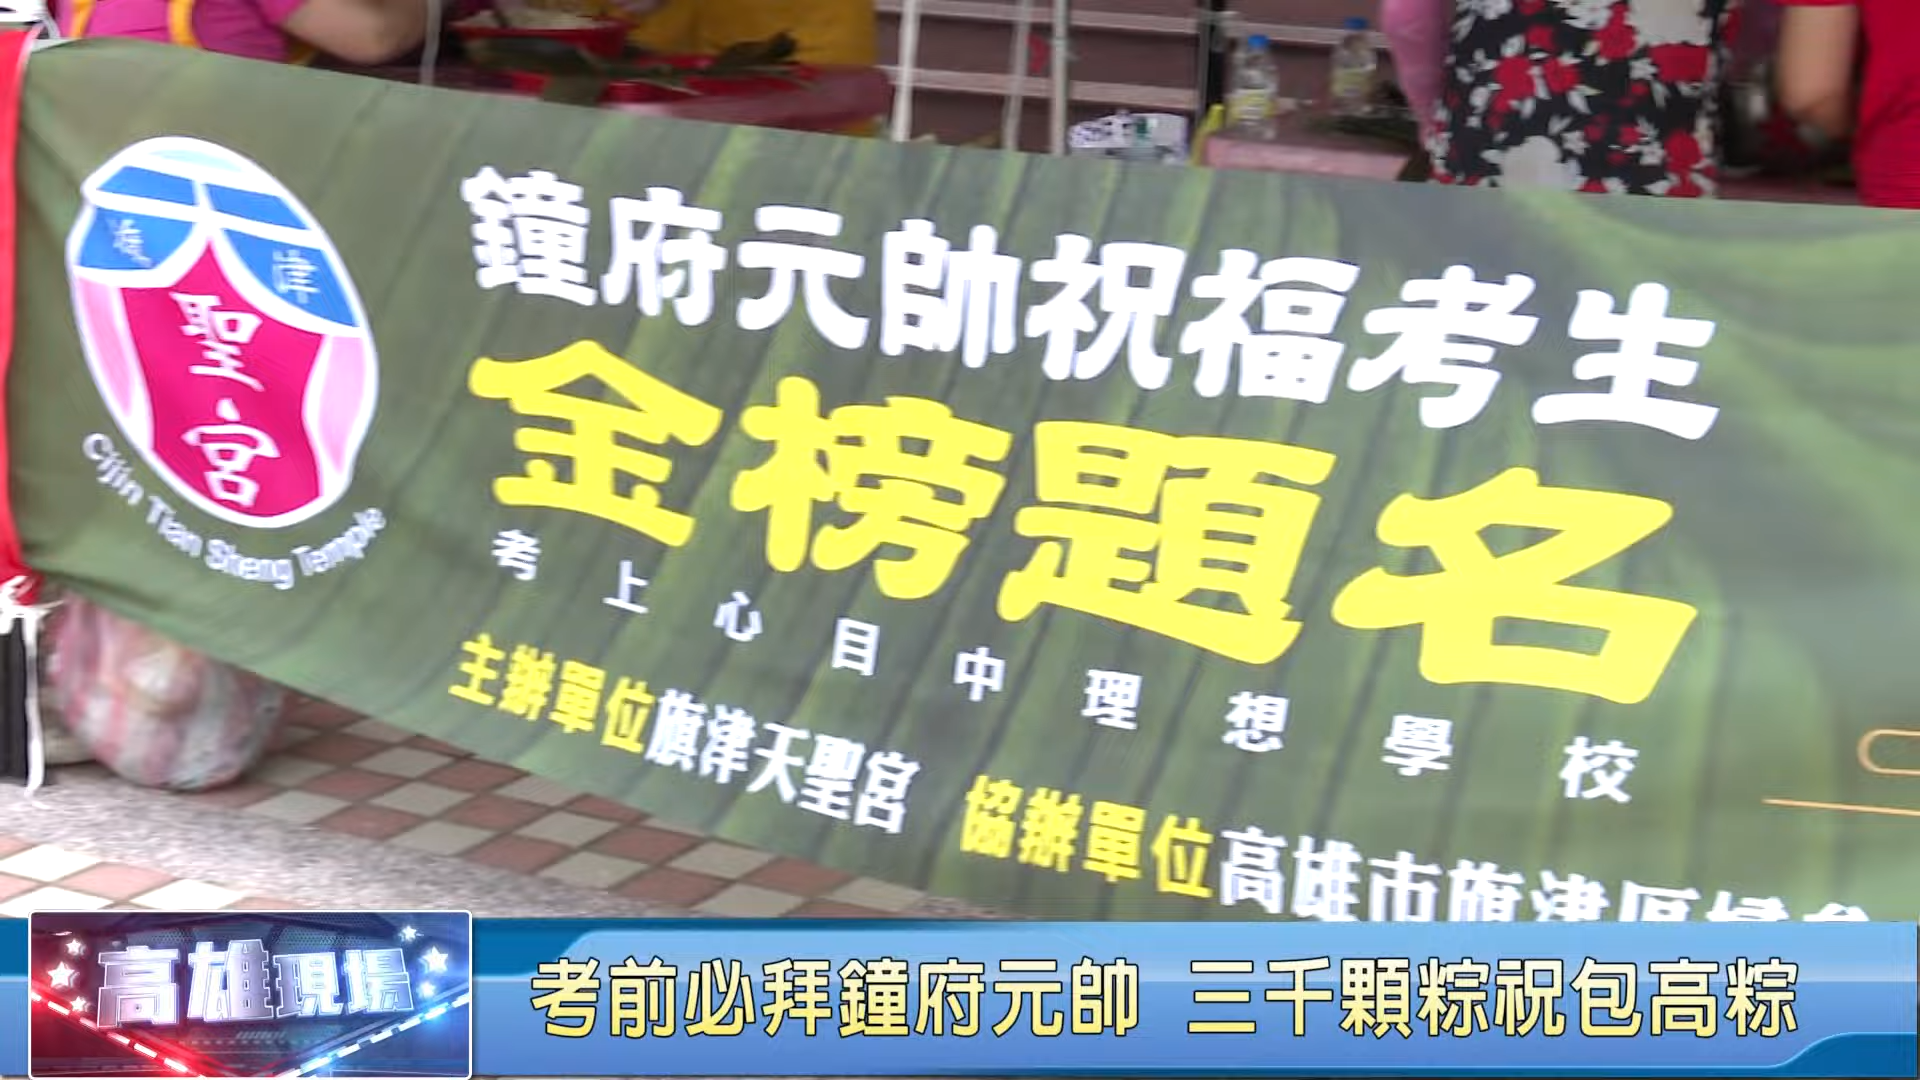 鐘府元帥祝福考生
金榜題名
考上心目中理想學校
主辦單位旗津天聖宮 協辦單位高雄市旗津區婦
天
旗津
聖宮
Cijin Tian Sheng Temple
高雄現場
考前必拜鐘府元帥 三千顆粽祝包高粽